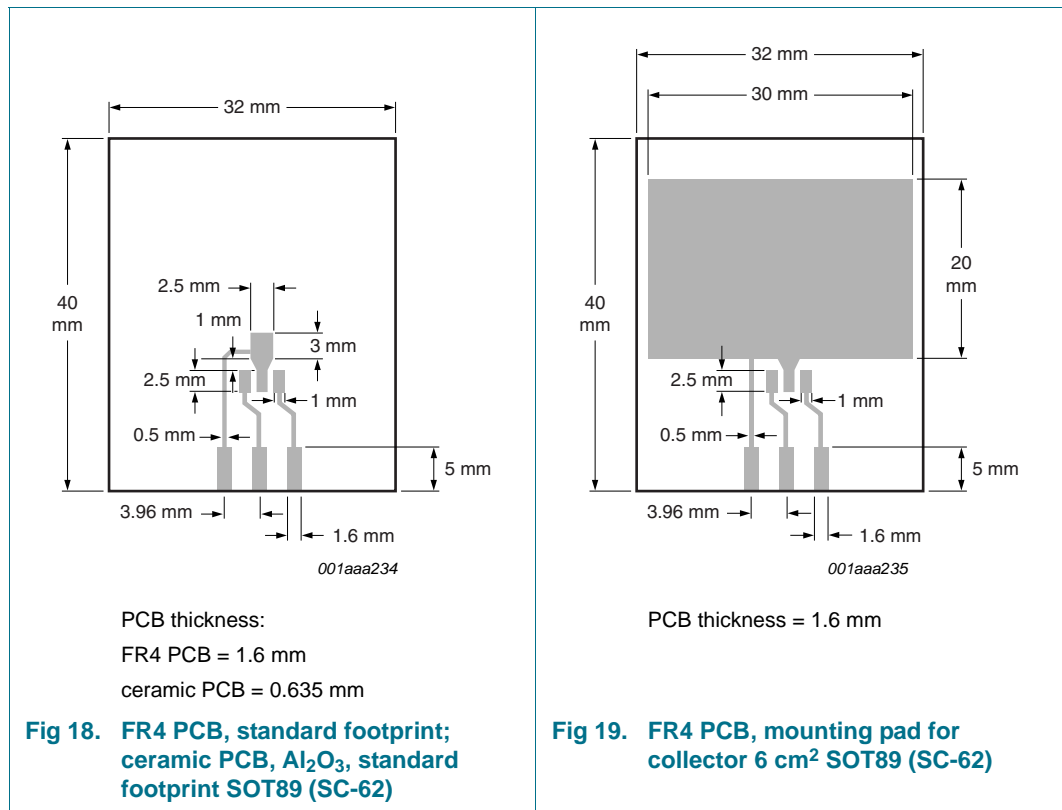 32 mm
40
mm
2.5 mm
1 mm
3 mm
2.5 mm
1 mm
0.5 mm
5 mm
3.96 mm
1.6 mm
001aaa234
PCB thickness:
FR4 PCB = 1.6 mm
ceramic PCB = 0.635 mm
Fig 18. FR4 PCB, standard footprint;
ceramic PCB, Al2O3, standard
footprint SOT89 (SC-62)
32 mm
30 mm
40
mm
20
mm
2.5 mm
1 mm
0.5 mm
5 mm
3.96 mm
1.6 mm
001aaa235
PCB thickness = 1.6 mm
Fig 19. FR4 PCB, mounting pad for
collector 6 cm² SOT89 (SC-62)